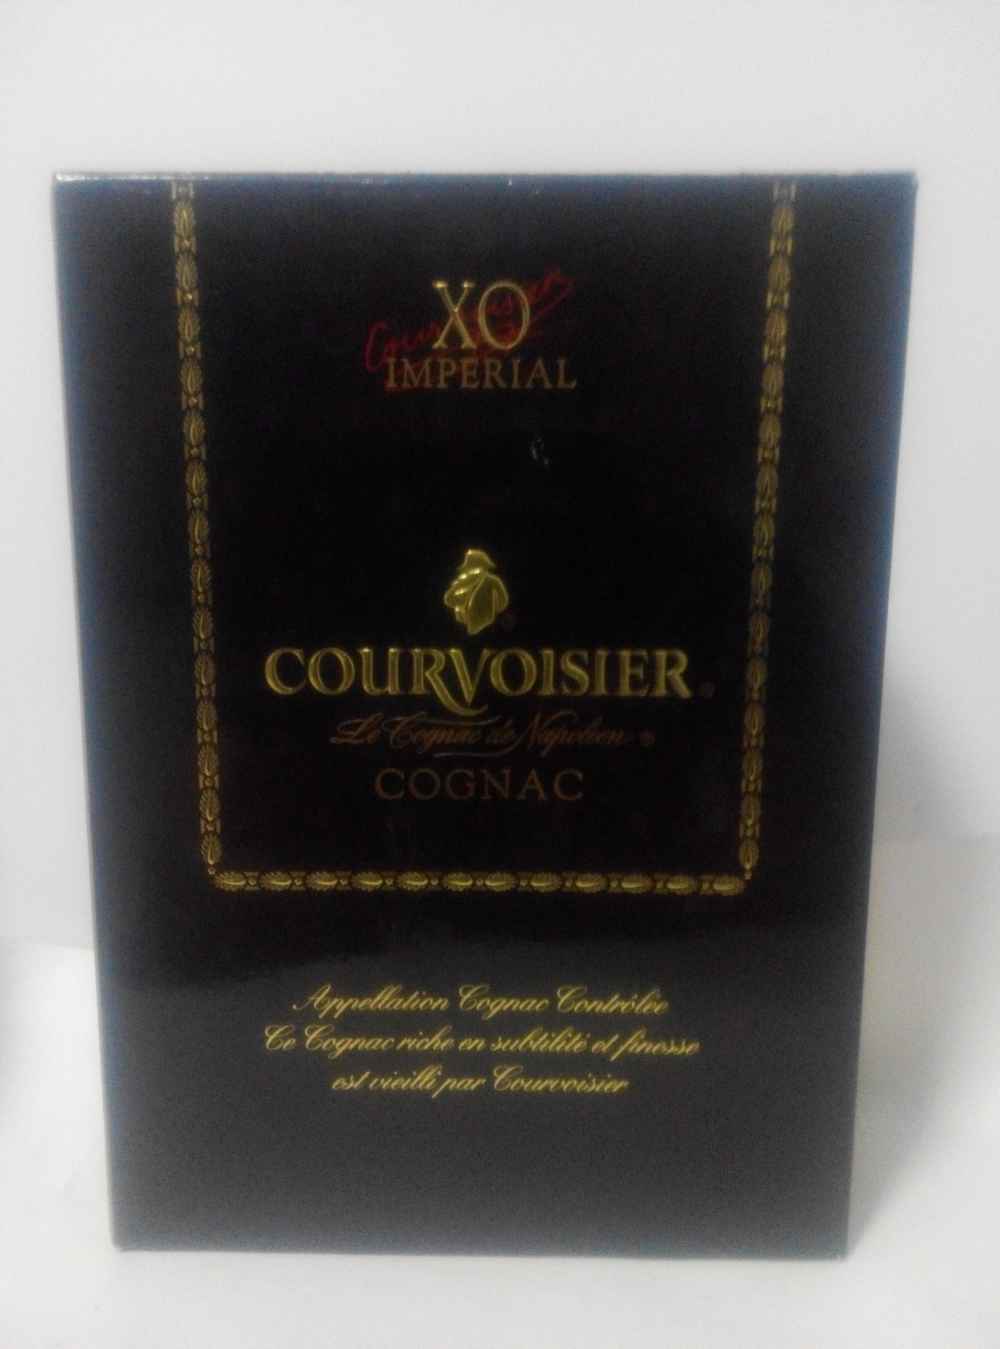 XO
Courvoisier
IMPERIAL
COURVOISIER®
Le Cognac de Napoléon ®
COGNAC
Appellation Cognac Contrôlée
Ce Cognac riche en subtilité et finesse
est vieilli par Courvoisier